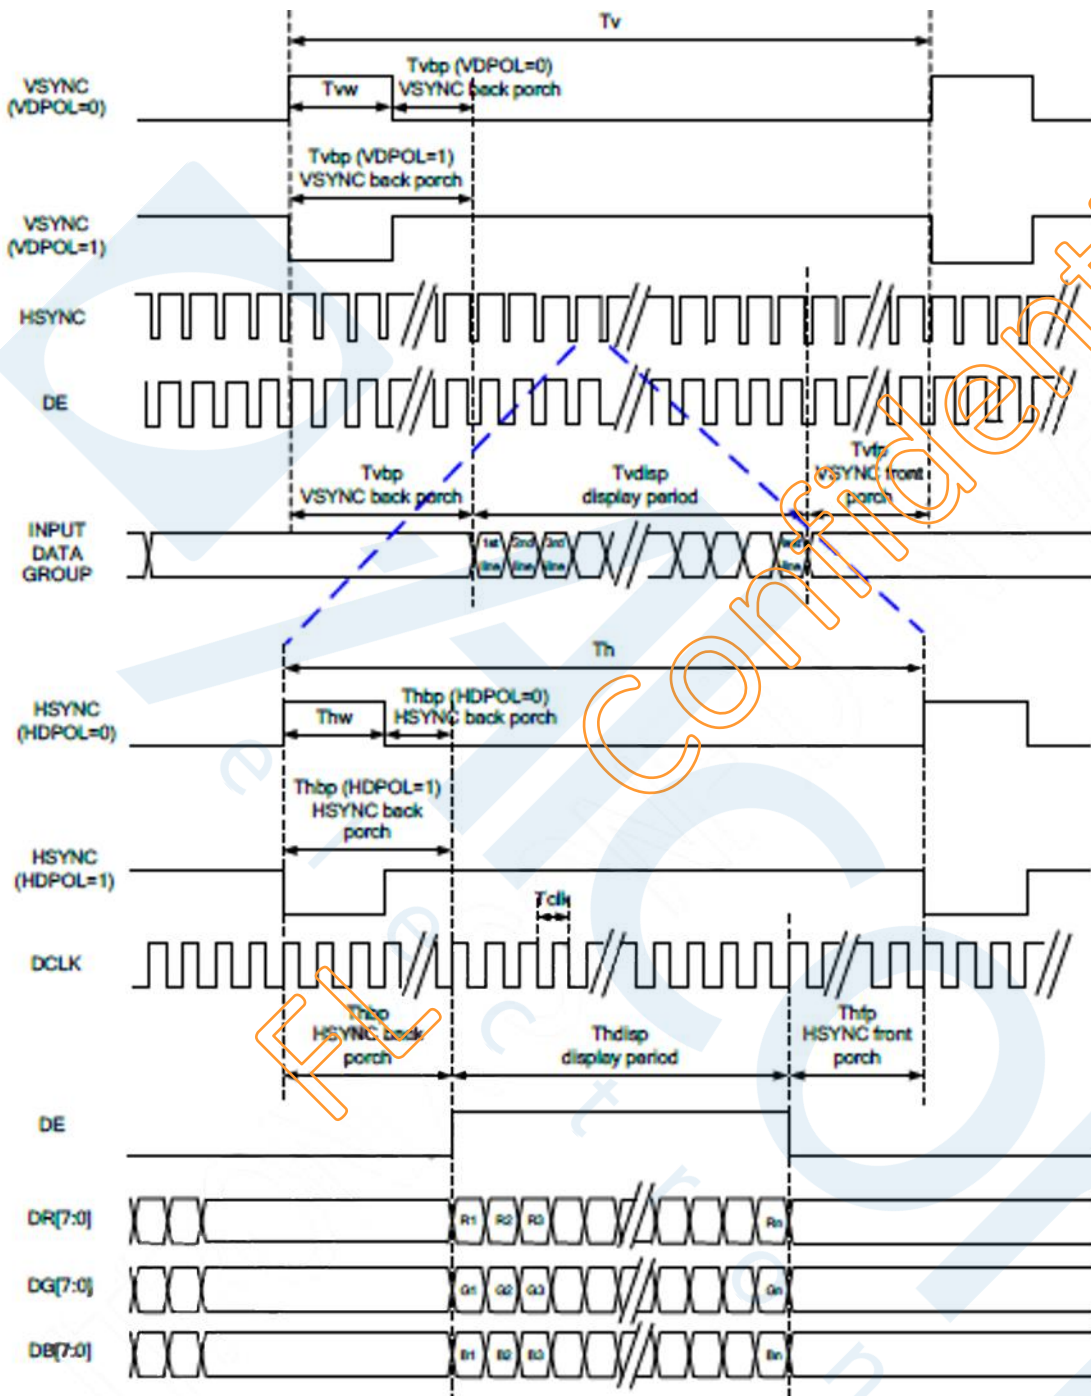 Tv
VSYNC
(VDPOL=0)
Tvw
Tvbp (VDPOL=0)
VSYNC back porch
Tvbp (VDPOL=1)
VSYNC back porch
VSYNC
(VDPOL=1)
HSYNC
DE
Tvbp
VSYNC back porch
Tvdisp
display period
Tvfp
VSYNC front
porch
INPUT
DATA
GROUP
1st
line
2nd
line
3rd
line
line
Th
HSYNC
(HDPOL=0)
Thw
Thbp (HDPOL=0)
HSYNC back porch
Thbp (HDPOL=1)
HSYNC back
porch
HSYNC
(HDPOL=1)
Tclk
DCLK
Thbp
HSYNC back
porch
Thdisp
display period
Thfp
HSYNC front
porch
DE
DR[7:0]
R1 R2 R3 Rn
DG[7:0]
G1 G2 G3 Gn
DB[7:0]
B1 B2 B3 Bn
FL Confident